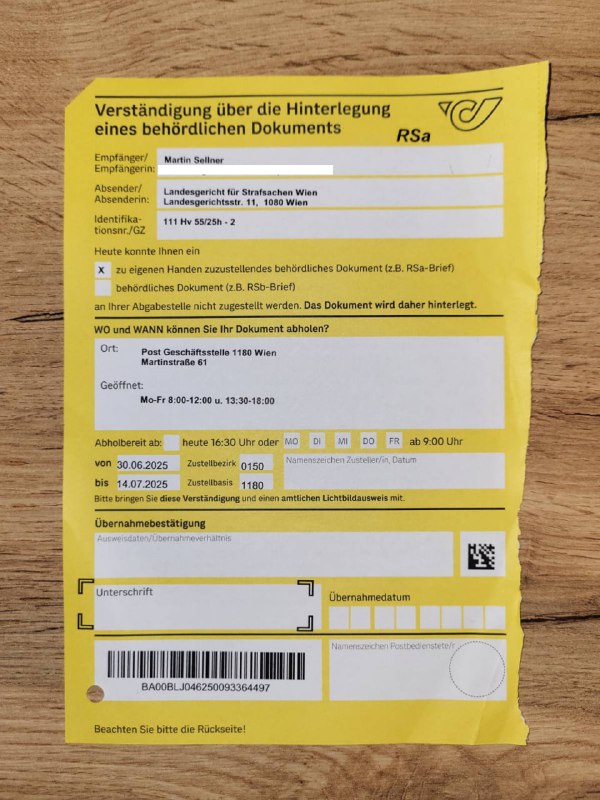 Verständigung über die Hinterlegung
eines behördlichen Dokuments
RSa
Empfänger/
Empfängerin:
Martin Sellner
Absender/
Absenderin:
Landesgericht für Strafsachen Wien
Landesgerichtsstr. 11, 1080 Wien
Identifika-
tionsnr./GZ
111 Hv 55/25h - 2
Heute konnte Ihnen ein
x zu eigenen Handen zuzustellendes behördliches Dokument (z.B. RSa-Brief)
behördliches Dokument (z.B. RSb-Brief)
an Ihrer Abgabestelle nicht zugestellt werden. Das Dokument wird daher hinterlegt.
WO und WANN können Sie Ihr Dokument abholen?
Ort: Post Geschäftsstelle 1180 Wien
Martinstraße 61
Geöffnet:
Mo-Fr 8:00-12:00 u. 13:30-18:00
Abholbereit ab: heute 16:30 Uhr oder MO DI MI DO FR ab 9:00 Uhr
von 30.06.2025 Zustellbezirk 0150 Namenszeichen Zusteller/in, Datum
bis 14.07.2025 Zustellbasis 1180
Bitte bringen Sie diese Verständigung und einen amtlichen Lichtbildausweis mit.
Übernahmebestätigung
Ausweisdaten/Übernahmeverhältnis
Unterschrift
Übernahmedatum
Namenszeichen Postbedienstete/r
BA00BLJ046250093364497
Beachten Sie bitte die Rückseite!